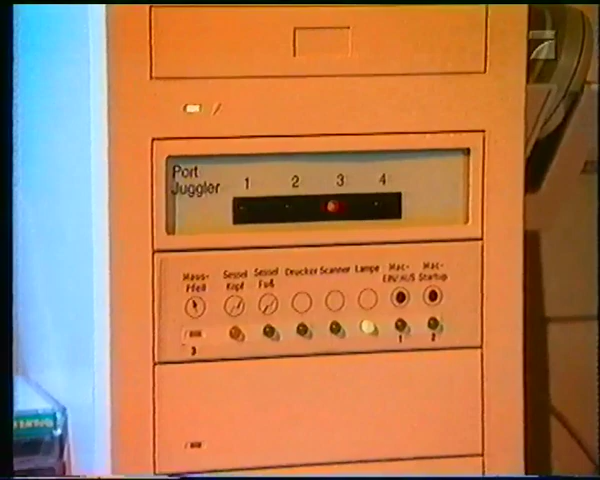 7
Port
Juggler
1 2 3 4
Maus-
Pfeil
Sessel
Kopf
Sessel
Fuß
Drucker
Scanner
Lampe
Mac-
EIN/AUS
Mac-
Startup
3
1
2